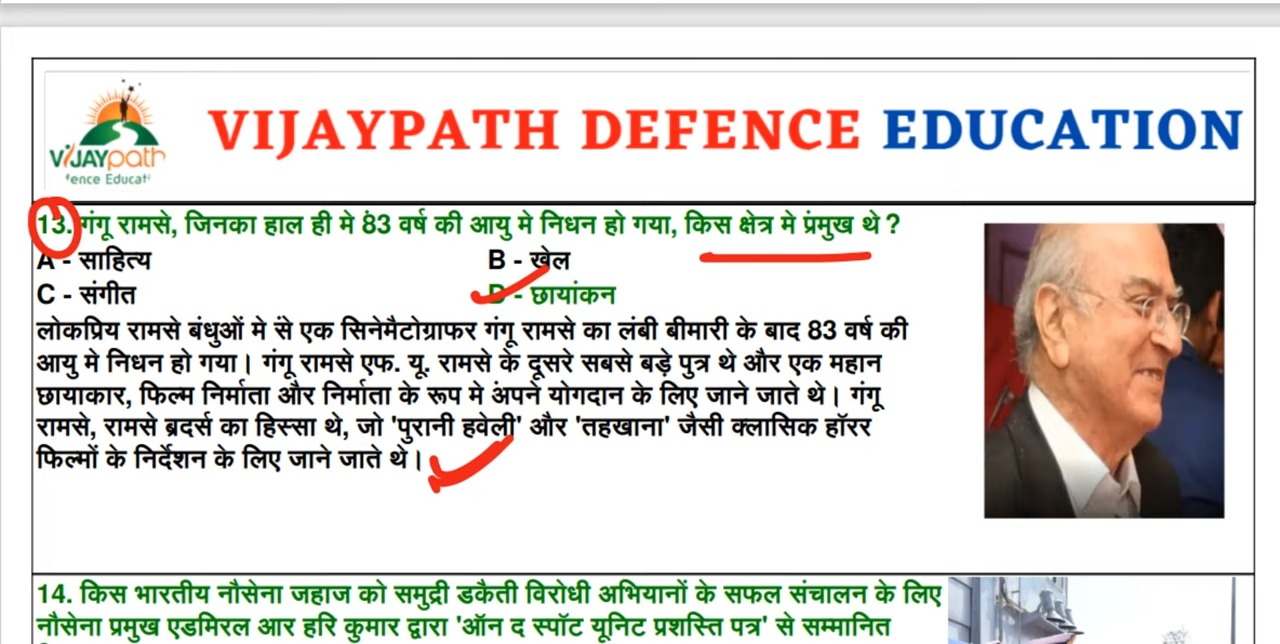 VIJAYPATH DEFENCE EDUCATION
VIJAYpath
ence Educat
13. गंगू रामसे, जिनका हाल ही मे 83 वर्ष की आयु मे निधन हो गया, किस क्षेत्र मे प्रमुख थे ?
A - साहित्य
B - खेल
C - संगीत
D - छायांकन
लोकप्रिय रामसे बंधुओं मे से एक सिनेमैटोग्राफर गंगू रामसे का लंबी बीमारी के बाद 83 वर्ष की
आयु मे निधन हो गया। गंगू रामसे एफ. यू. रामसे के दूसरे सबसे बड़े पुत्र थे और एक महान
छायाकार, फिल्म निर्माता और निर्माता के रूप मे अपने योगदान के लिए जाने जाते थे। गंगू
रामसे, रामसे ब्रदर्स का हिस्सा थे, जो 'पुरानी हवेली' और 'तहखाना' जैसी क्लासिक हॉरर
फिल्मों के निर्देशन के लिए जाने जाते थे।
14. किस भारतीय नौसेना जहाज को समुद्री डकैती विरोधी अभियानों के सफल संचालन के लिए
नौसेना प्रमुख एडमिरल आर हरि कुमार द्वारा 'ऑन द स्पॉट यूनिट प्रशस्ति पत्र' से सम्मानित